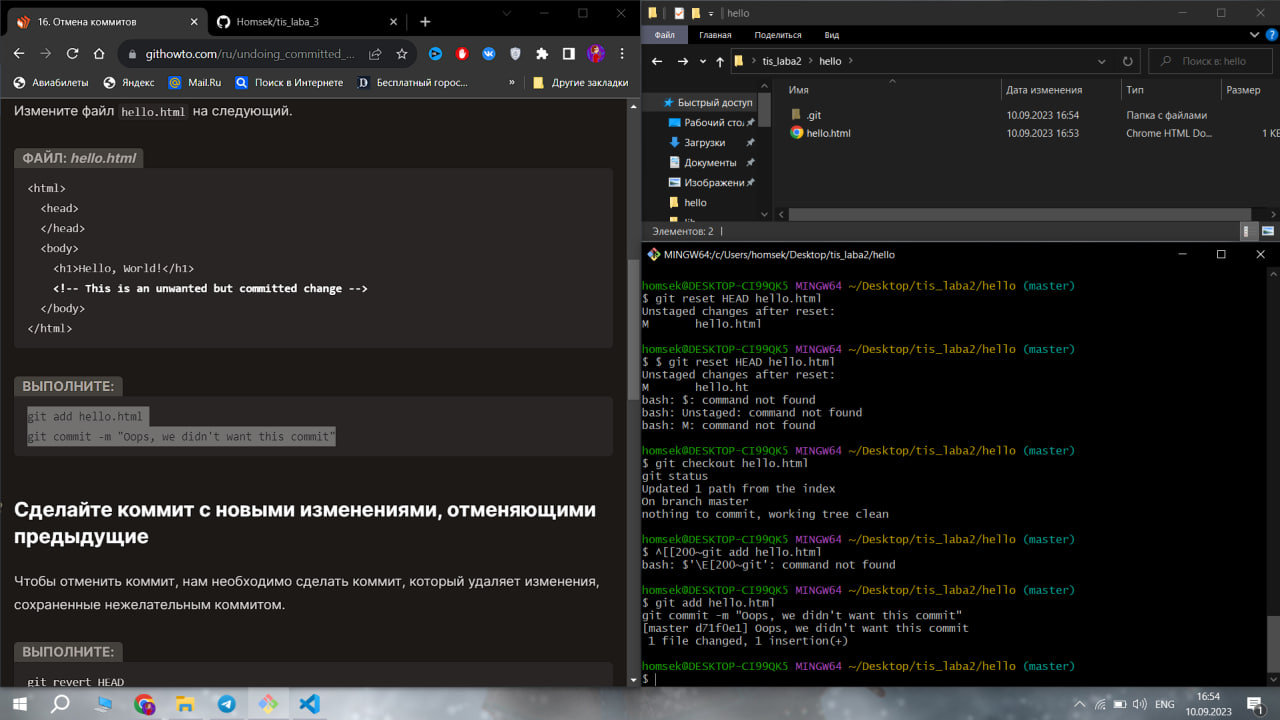 16. Отмена коммитов
Homsek/tis_laba_3
githowto.com/ru/undoing_committed_...
Авиабилеты
Яндекс
Mail.Ru
Поиск в Интернете
Бесплатный горос...
»
Другие закладки
Измените файл hello.html на следующий.
ФАЙЛ: hello.html
<html>
<head>
</head>
<body>
<h1>Hello, World!</h1>
<!-- This is an unwanted but committed change -->
</body>
</html>
ВЫПОЛНИТЕ:
git add hello.html
git commit -m "Oops, we didn't want this commit"
Сделайте коммит с новыми изменениями, отменяющими
предыдущие
Чтобы отменить коммит, нам необходимо сделать коммит, который удаляет изменения,
сохраненные нежелательным коммитом.
ВЫПОЛНИТЕ:
git revert HEAD
hello
Файл
Главная
Поделиться
Вид
tis_laba2
hello
Поиск в: hello
Имя
Дата изменения
Тип
Размер
Быстрый доступ
Рабочий стол
Загрузки
Документы
Изображени
hello
lib
.git
10.09.2023 16:54
Папка с файлами
hello.html
10.09.2023 16:53
Chrome HTML Do...
1 КБ
Элементов: 2
MINGW64:/c/Users/homsek/Desktop/tis_laba2/hello
homsek@DESKTOP-CI99QK5 MINGW64 ~/Desktop/tis_laba2/hello (master)
$ git reset HEAD hello.html
Unstaged changes after reset:
M       hello.html
homsek@DESKTOP-CI99QK5 MINGW64 ~/Desktop/tis_laba2/hello (master)
$ $ git reset HEAD hello.html
Unstaged changes after reset:
M       hello.ht
bash: $: command not found
bash: Unstaged: command not found
bash: M: command not found
homsek@DESKTOP-CI99QK5 MINGW64 ~/Desktop/tis_laba2/hello (master)
$ git checkout hello.html
git status
Updated 1 path from the index
On branch master
nothing to commit, working tree clean
homsek@DESKTOP-CI99QK5 MINGW64 ~/Desktop/tis_laba2/hello (master)
$ ^[[200~git add hello.html
bash: $'\E[200~git': command not found
homsek@DESKTOP-CI99QK5 MINGW64 ~/Desktop/tis_laba2/hello (master)
$ git add hello.html
git commit -m "Oops, we didn't want this commit"
[master d71f0e1] Oops, we didn't want this commit
1 file changed, 1 insertion(+)
homsek@DESKTOP-CI99QK5 MINGW64 ~/Desktop/tis_laba2/hello (master)
$
ENG
16:54
10.09.2023
1